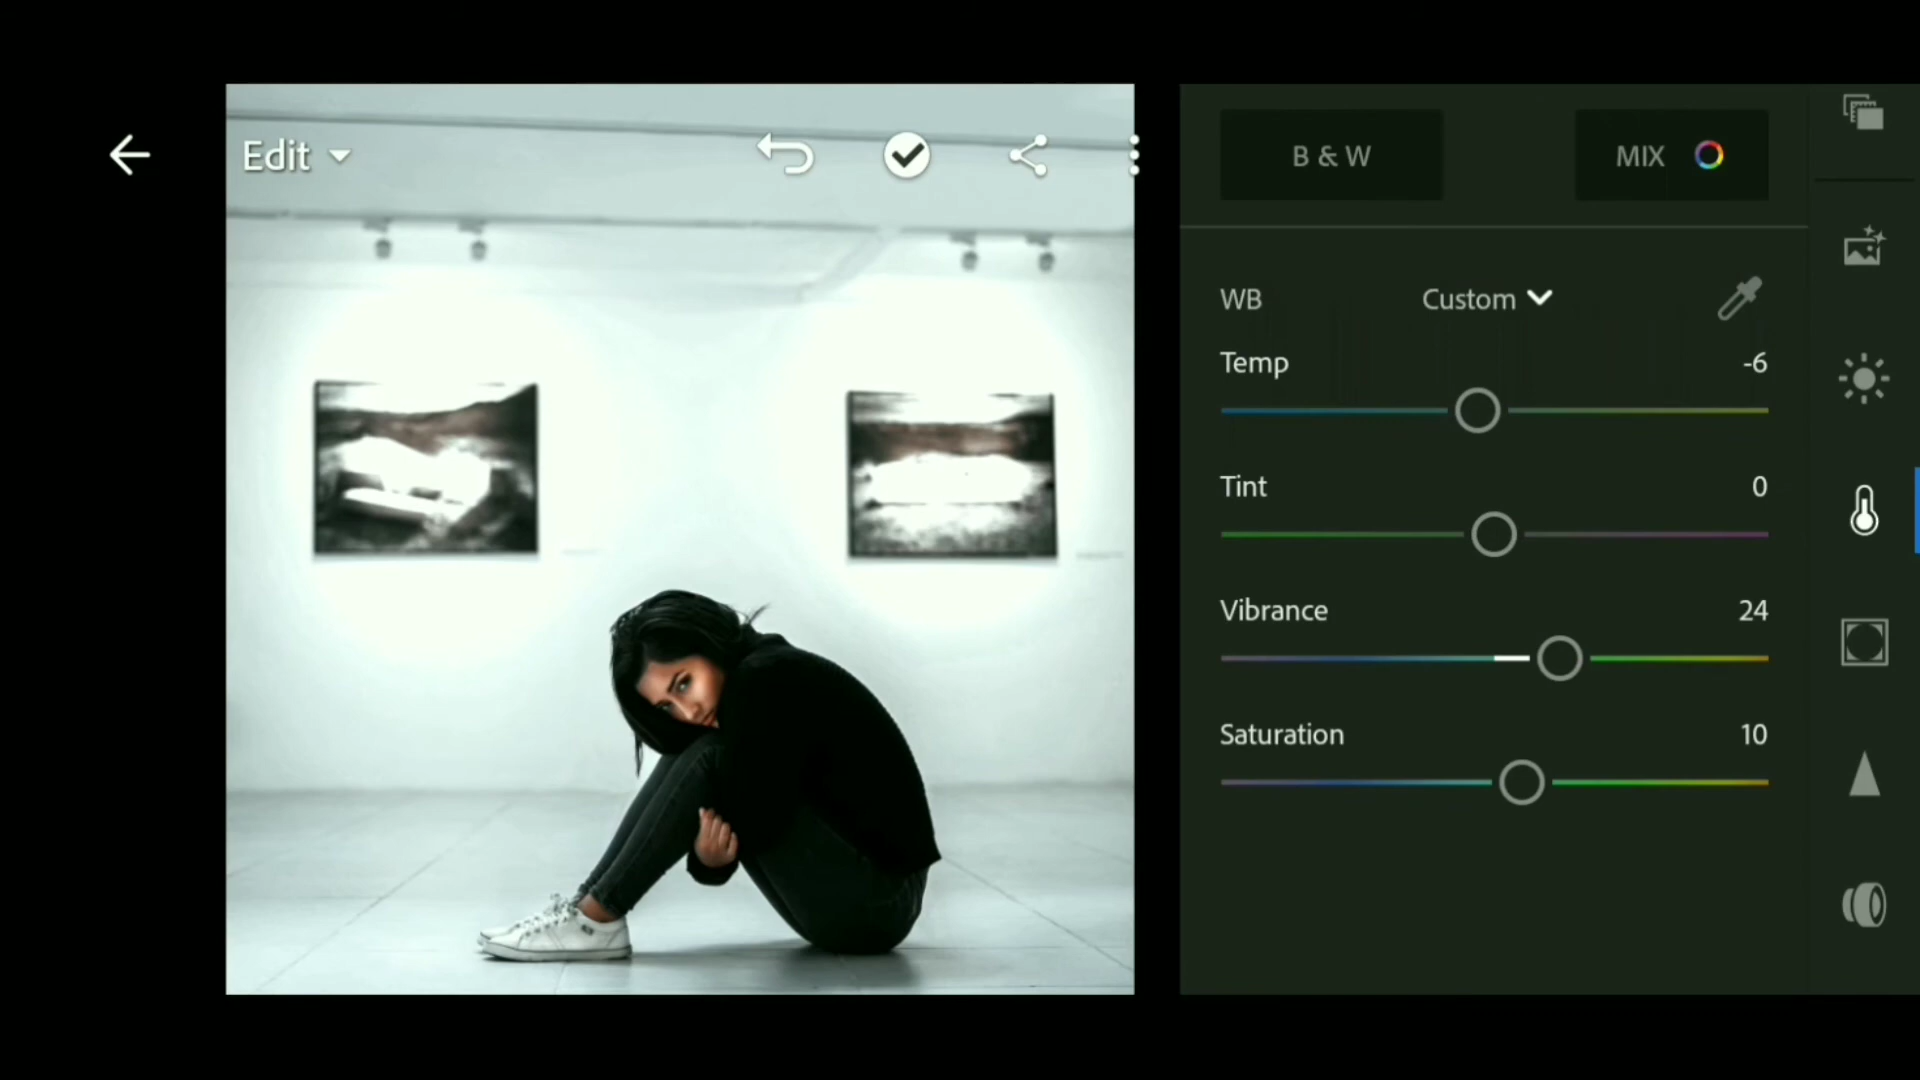 Edit
B & W
MIX
WB
Custom
Temp
-6
Tint
0
Vibrance
24
Saturation
10